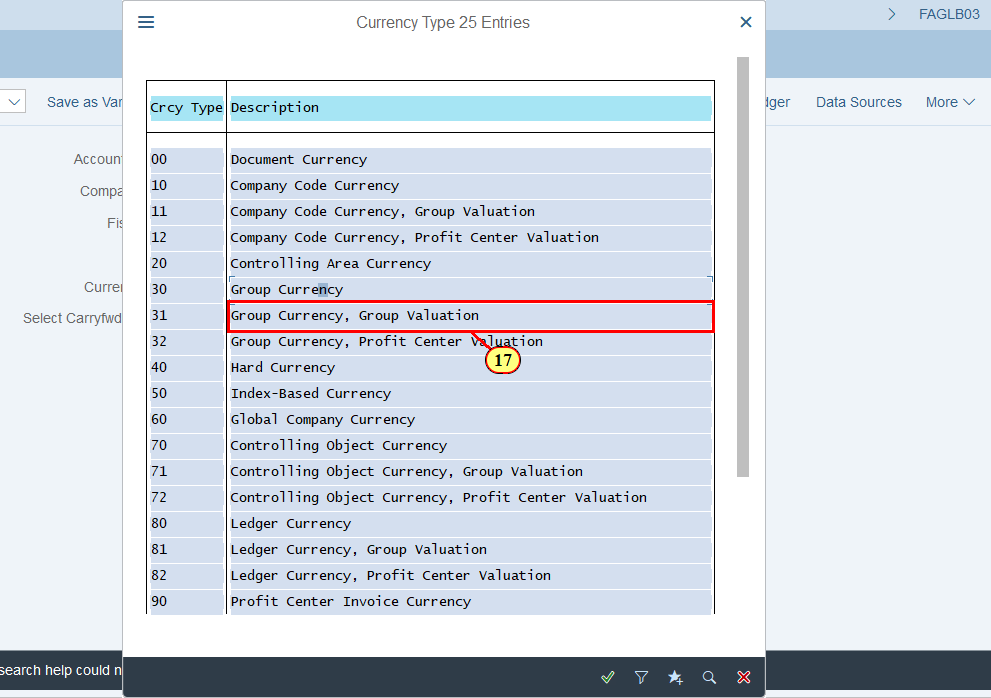 Currency Type 25 Entries
FAGLB03
Save as Var
dger
Data Sources
More
Crcy Type Description
Accoun
Compa
Fis
Curren
Select Carryfwd
00 Document Currency
10 Company Code Currency
11 Company Code Currency, Group Valuation
12 Company Code Currency, Profit Center Valuation
20 Controlling Area Currency
30 Group Currency
31 Group Currency, Group Valuation
32 Group Currency, Profit Center Valuation
17
40 Hard Currency
50 Index-Based Currency
60 Global Company Currency
70 Controlling Object Currency
71 Controlling Object Currency, Group Valuation
72 Controlling Object Currency, Profit Center Valuation
80 Ledger Currency
81 Ledger Currency, Group Valuation
82 Ledger Currency, Profit Center Valuation
90 Profit Center Invoice Currency
search help could n